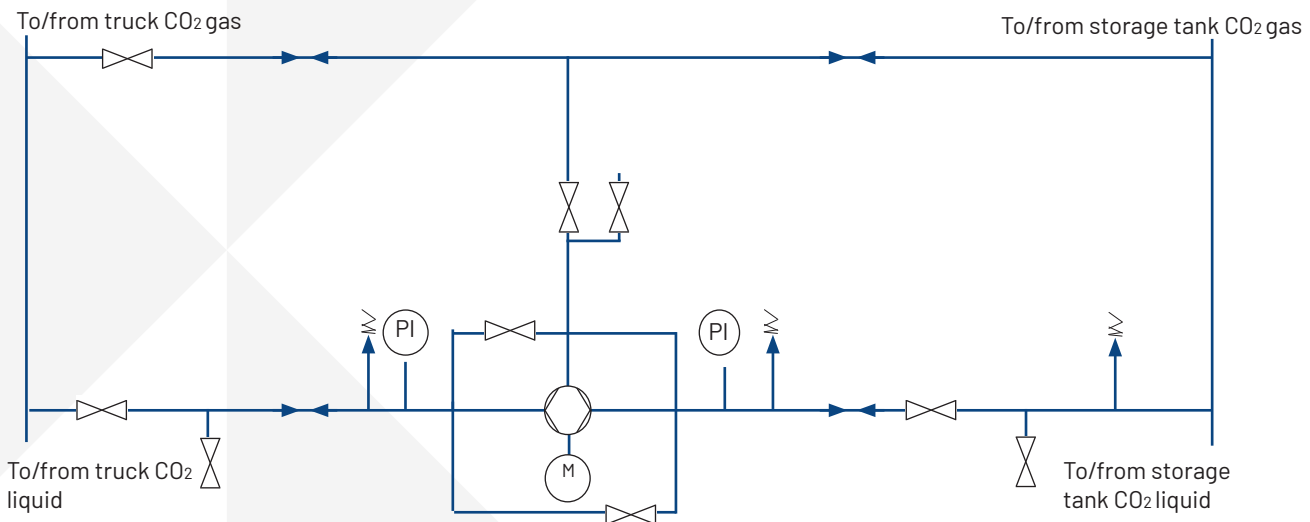 To/from truck CO₂ gas
To/from storage tank CO₂ gas
PI
PI
M
To/from truck CO₂
liquid
To/from storage
tank CO₂ liquid